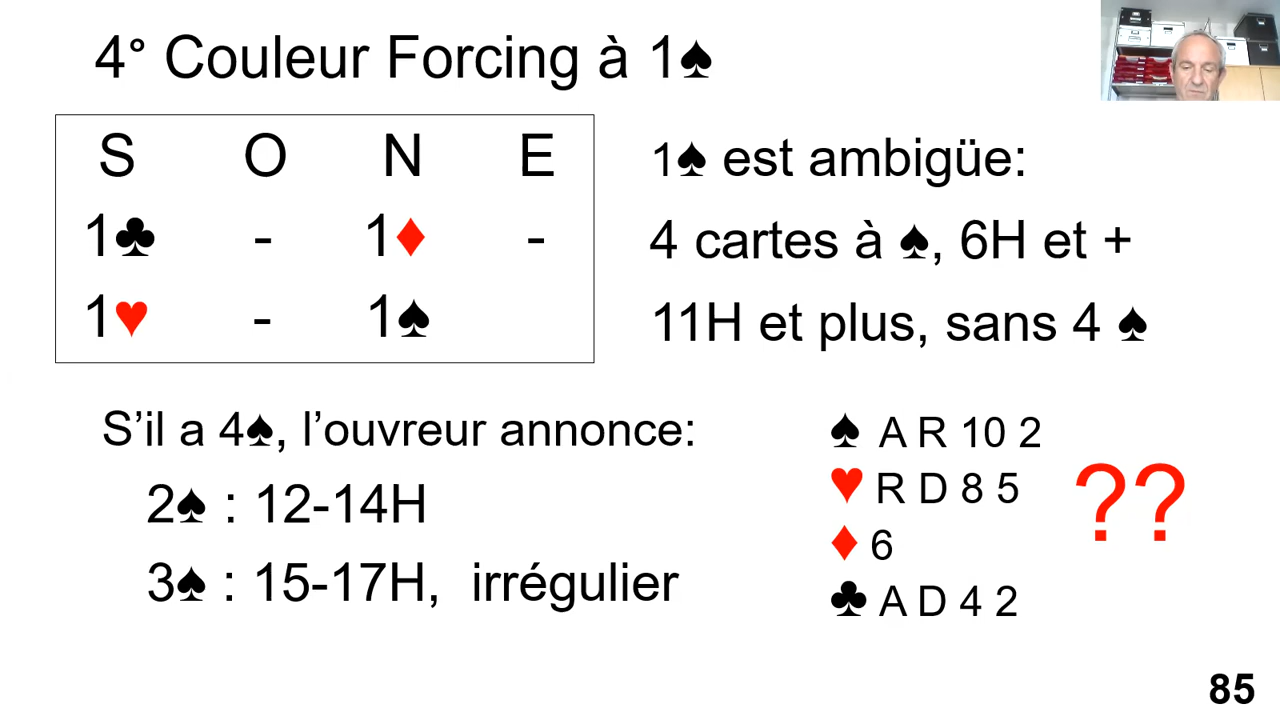 4° Couleur Forcing à 1♠
S O N E
1♣ - 1♦ -
1♥ - 1♠
1♠ est ambigüe:
4 cartes à ♠, 6H et +
11H et plus, sans 4 ♠
S’il a 4♠, l’ouvreur annonce:
2♠ : 12-14H
3♠ : 15-17H, irrégulier
♠ A R 10 2
♥ R D 8 5
♦ 6
♣ A D 4 2
??
85